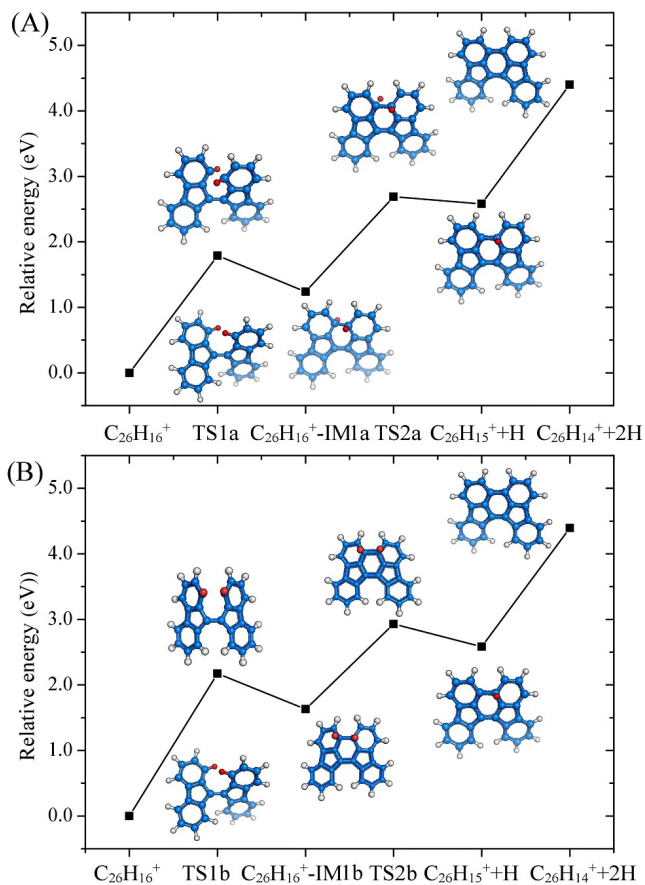 (A)
5.0
4.0
3.0
2.0
1.0
0.0
Relative energy (eV)
C₂₆H₁₆⁺ TS1a C₂₆H₁₆⁺-IM1a TS2a C₂₆H₁₅⁺+H C₂₆H₁₄⁺+2H
(B)
5.0
4.0
3.0
2.0
1.0
0.0
Relative energy (eV))
C₂₆H₁₆⁺ TS1b C₂₆H₁₆⁺-IM1b TS2b C₂₆H₁₅⁺+H C₂₆H₁₄⁺+2H